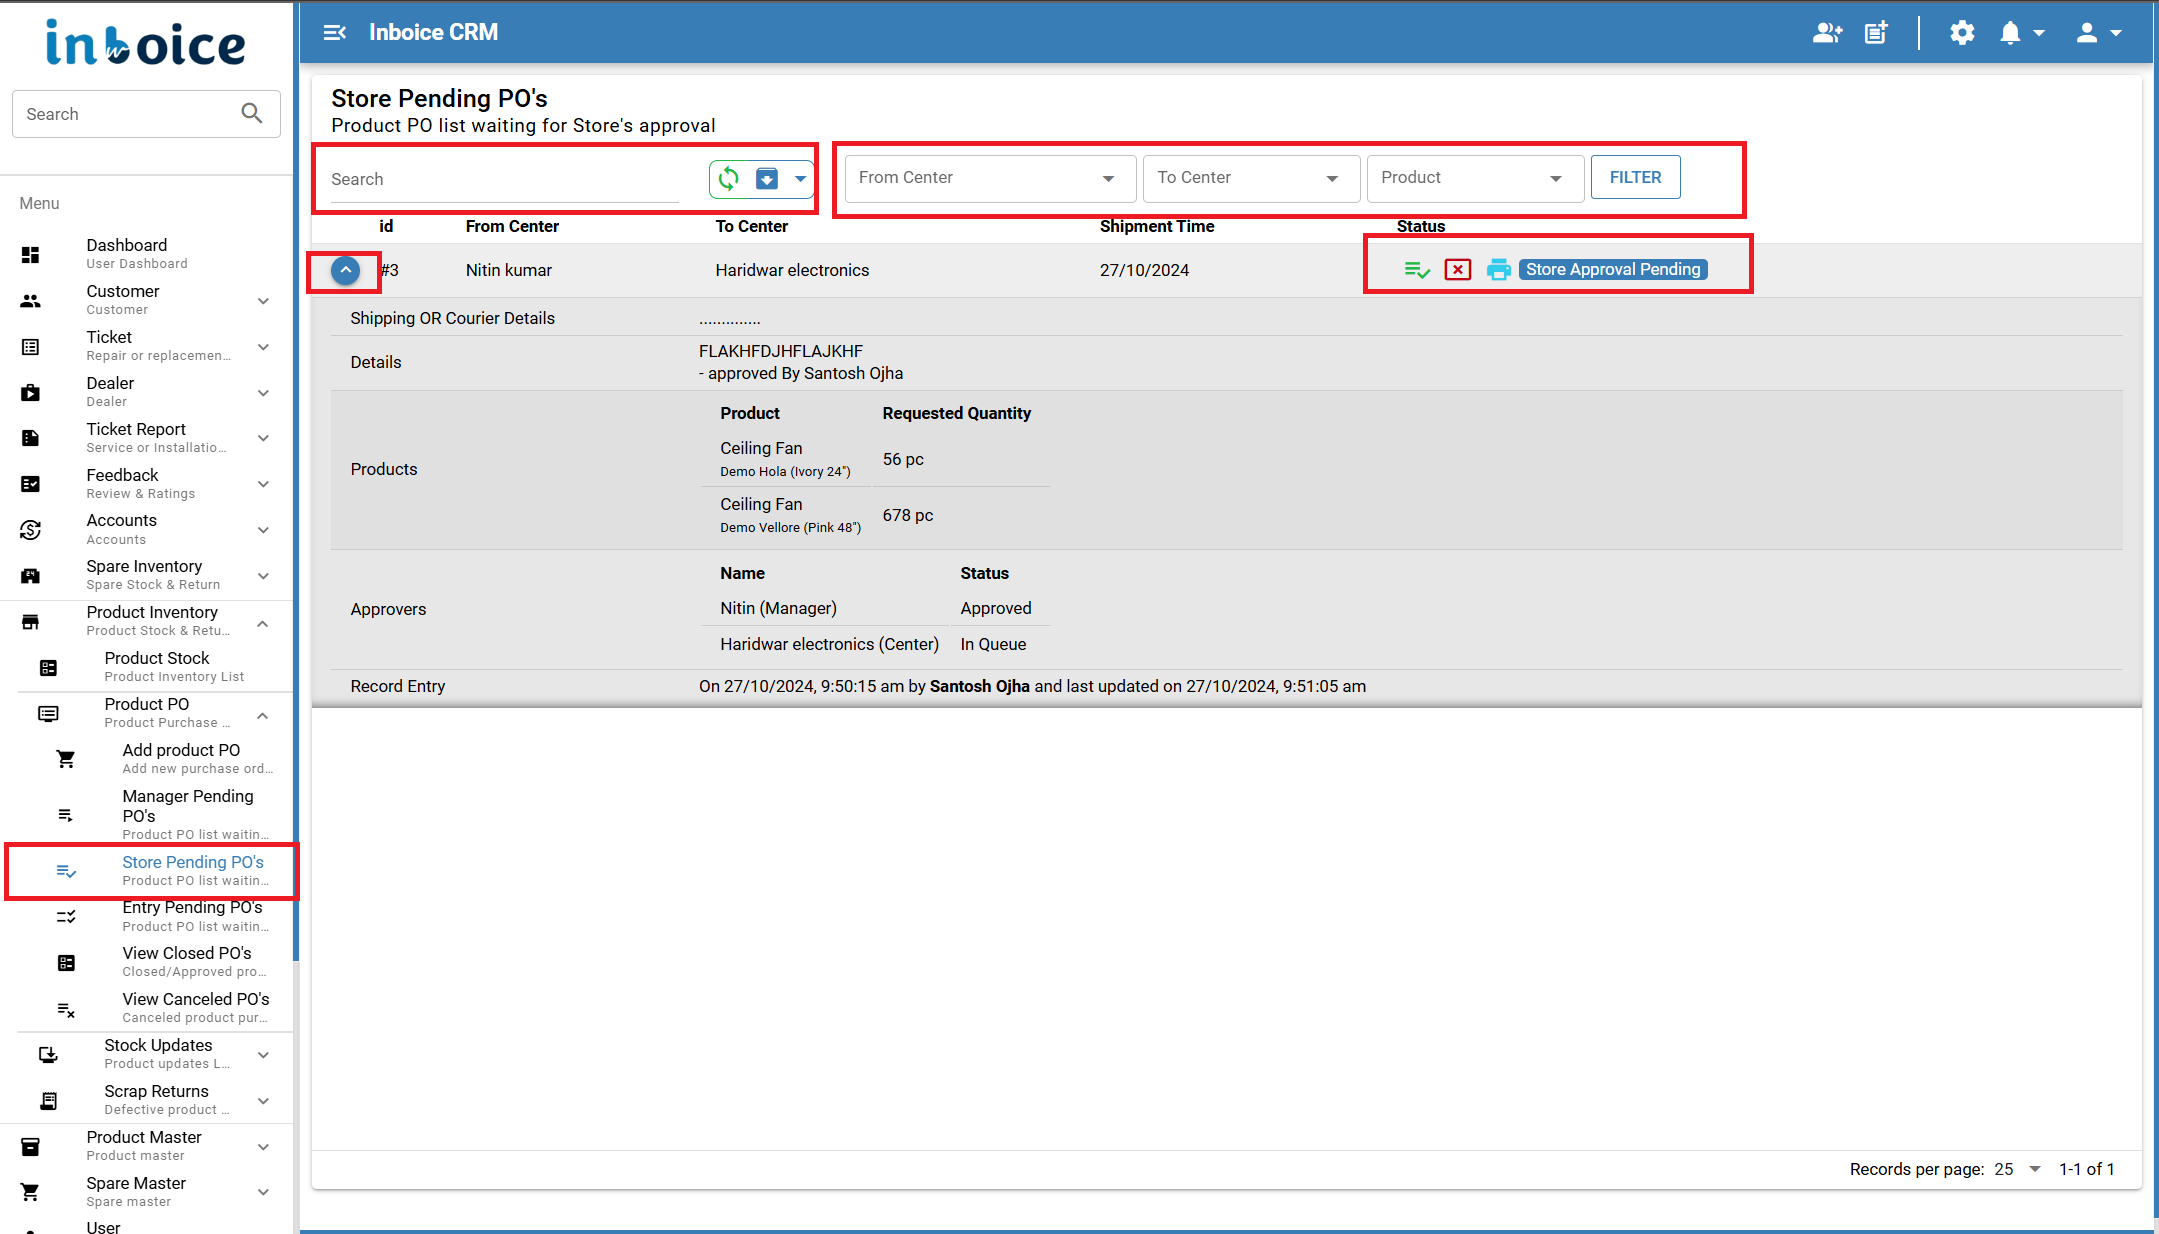 inboice
Search
Menu
Dashboard
User Dashboard
Customer
Customer
Ticket
Repair or replacemen...
Dealer
Dealer
Ticket Report
Service or Installatio...
Feedback
Review & Ratings
Accounts
Accounts
Spare Inventory
Spare Stock & Return
Product Inventory
Product Stock & Retu...
Product Stock
Product Inventory List
Product PO
Product Purchase ...
Add product PO
Add new purchase ord...
Manager Pending
PO's
Product PO list waitin...
Store Pending PO's
Product PO list waitin...
Entry Pending PO's
Product PO list waitin...
View Closed PO's
Closed/Approved pro...
View Canceled PO's
Canceled product pur...
Stock Updates
Product updates L...
Scrap Returns
Defective product ...
Product Master
Product master
Spare Master
Spare master
User
Inboice CRM
Store Pending PO's
Product PO list waiting for Store's approval
Search
From Center
To Center
Product
FILTER
id From Center To Center Shipment Time Status
#3 Nitin kumar Haridwar electronics 27/10/2024 Store Approval Pending
Shipping OR Courier Details ..............
Details
FLAKHFDJHFLAJKHF
- approved By Santosh Ojha
Products
Product Requested Quantity
Ceiling Fan
Demo Hola (Ivory 24")
56 pc
Ceiling Fan
Demo Vellore (Pink 48")
678 pc
Approvers
Name Status
Nitin (Manager) Approved
Haridwar electronics (Center) In Queue
Record Entry On 27/10/2024, 9:50:15 am by Santosh Ojha and last updated on 27/10/2024, 9:51:05 am
Records per page: 25 1-1 of 1